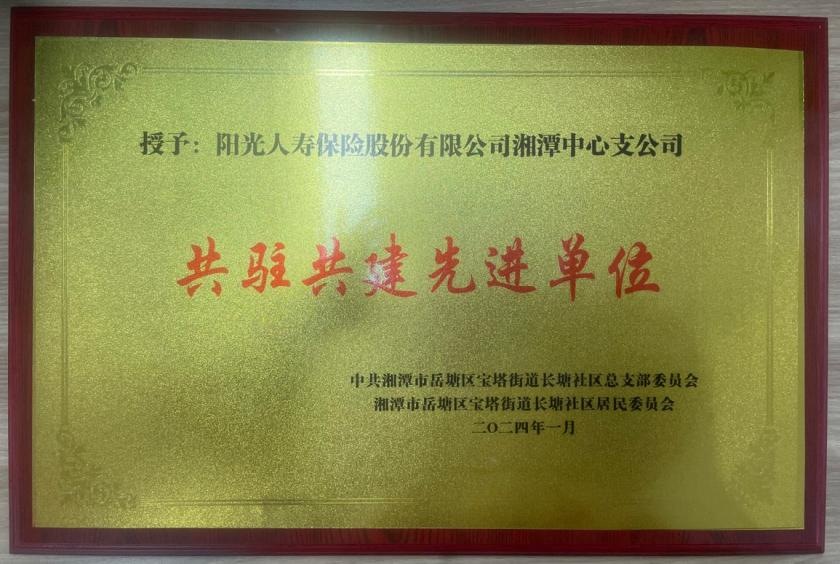 授予：阳光人寿保险股份有限公司湘潭中心支公司
共驻共建先进单位
中共湘潭市岳塘区宝塔街道长塘社区总支部委员会
湘潭市岳塘区宝塔街道长塘社区居民委员会
二〇二四年一月